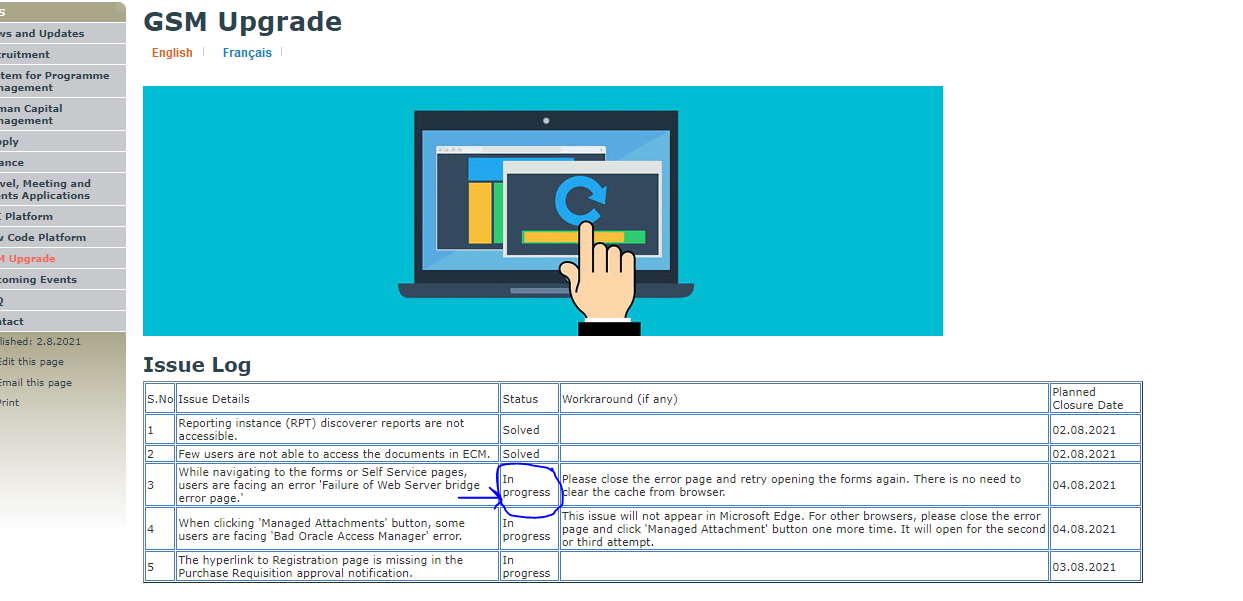 ws and Updates
ruitment
tem for Programme
nagement
man Capital
nagement
ply
ance
vel, Meeting and
nts Applications
Platform
Code Platform
M Upgrade
coming Events
Q
ntact
lished: 2.8.2021
Edit this page
Email this page
Print
GSM Upgrade
English
Français
Issue Log
S.No Issue Details Status Workraround (if any) Planned
Closure Date
1 Reporting instance (RPT) discoverer reports are not
accessible. Solved 02.08.2021
2 Few users are not able to access the documents in ECM. Solved 02.08.2021
3 While navigating to the forms or Self Service pages,
users are facing an error 'Failure of Web Server bridge
error page.' In
progress Please close the error page and retry opening the forms again. There is no need to
clear the cache from browser. 04.08.2021
4 When clicking 'Managed Attachments' button, some
users are facing 'Bad Oracle Access Manager' error. In
progress This issue will not appear in Microsoft Edge. For other browsers, please close the error
page and click 'Managed Attachment' button one more time. It will open for the second
or third attempt. 04.08.2021
5 The hyperlink to Registration page is missing in the
Purchase Requisition approval notification. In
progress 03.08.2021